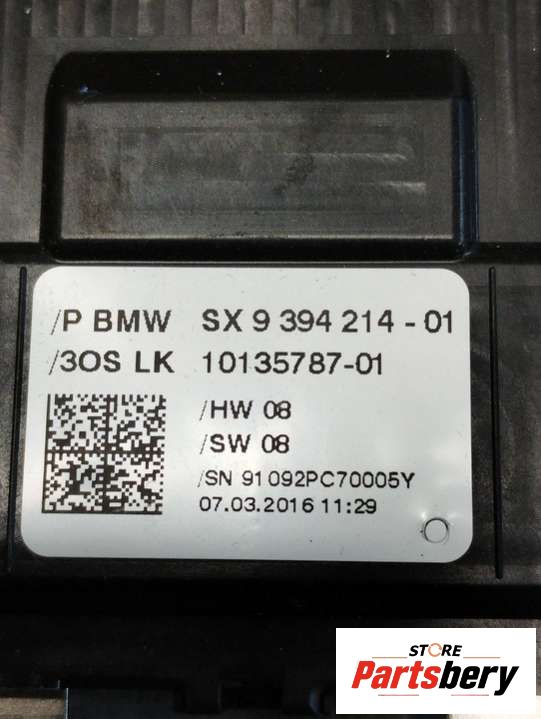 /P BMW SX 9 394 214 - 01
/3OS LK 10135787-01
/HW 08
/SW 08
/SN 91092PC70005Y
07.03.2016 11:29
STORE
Partsbery